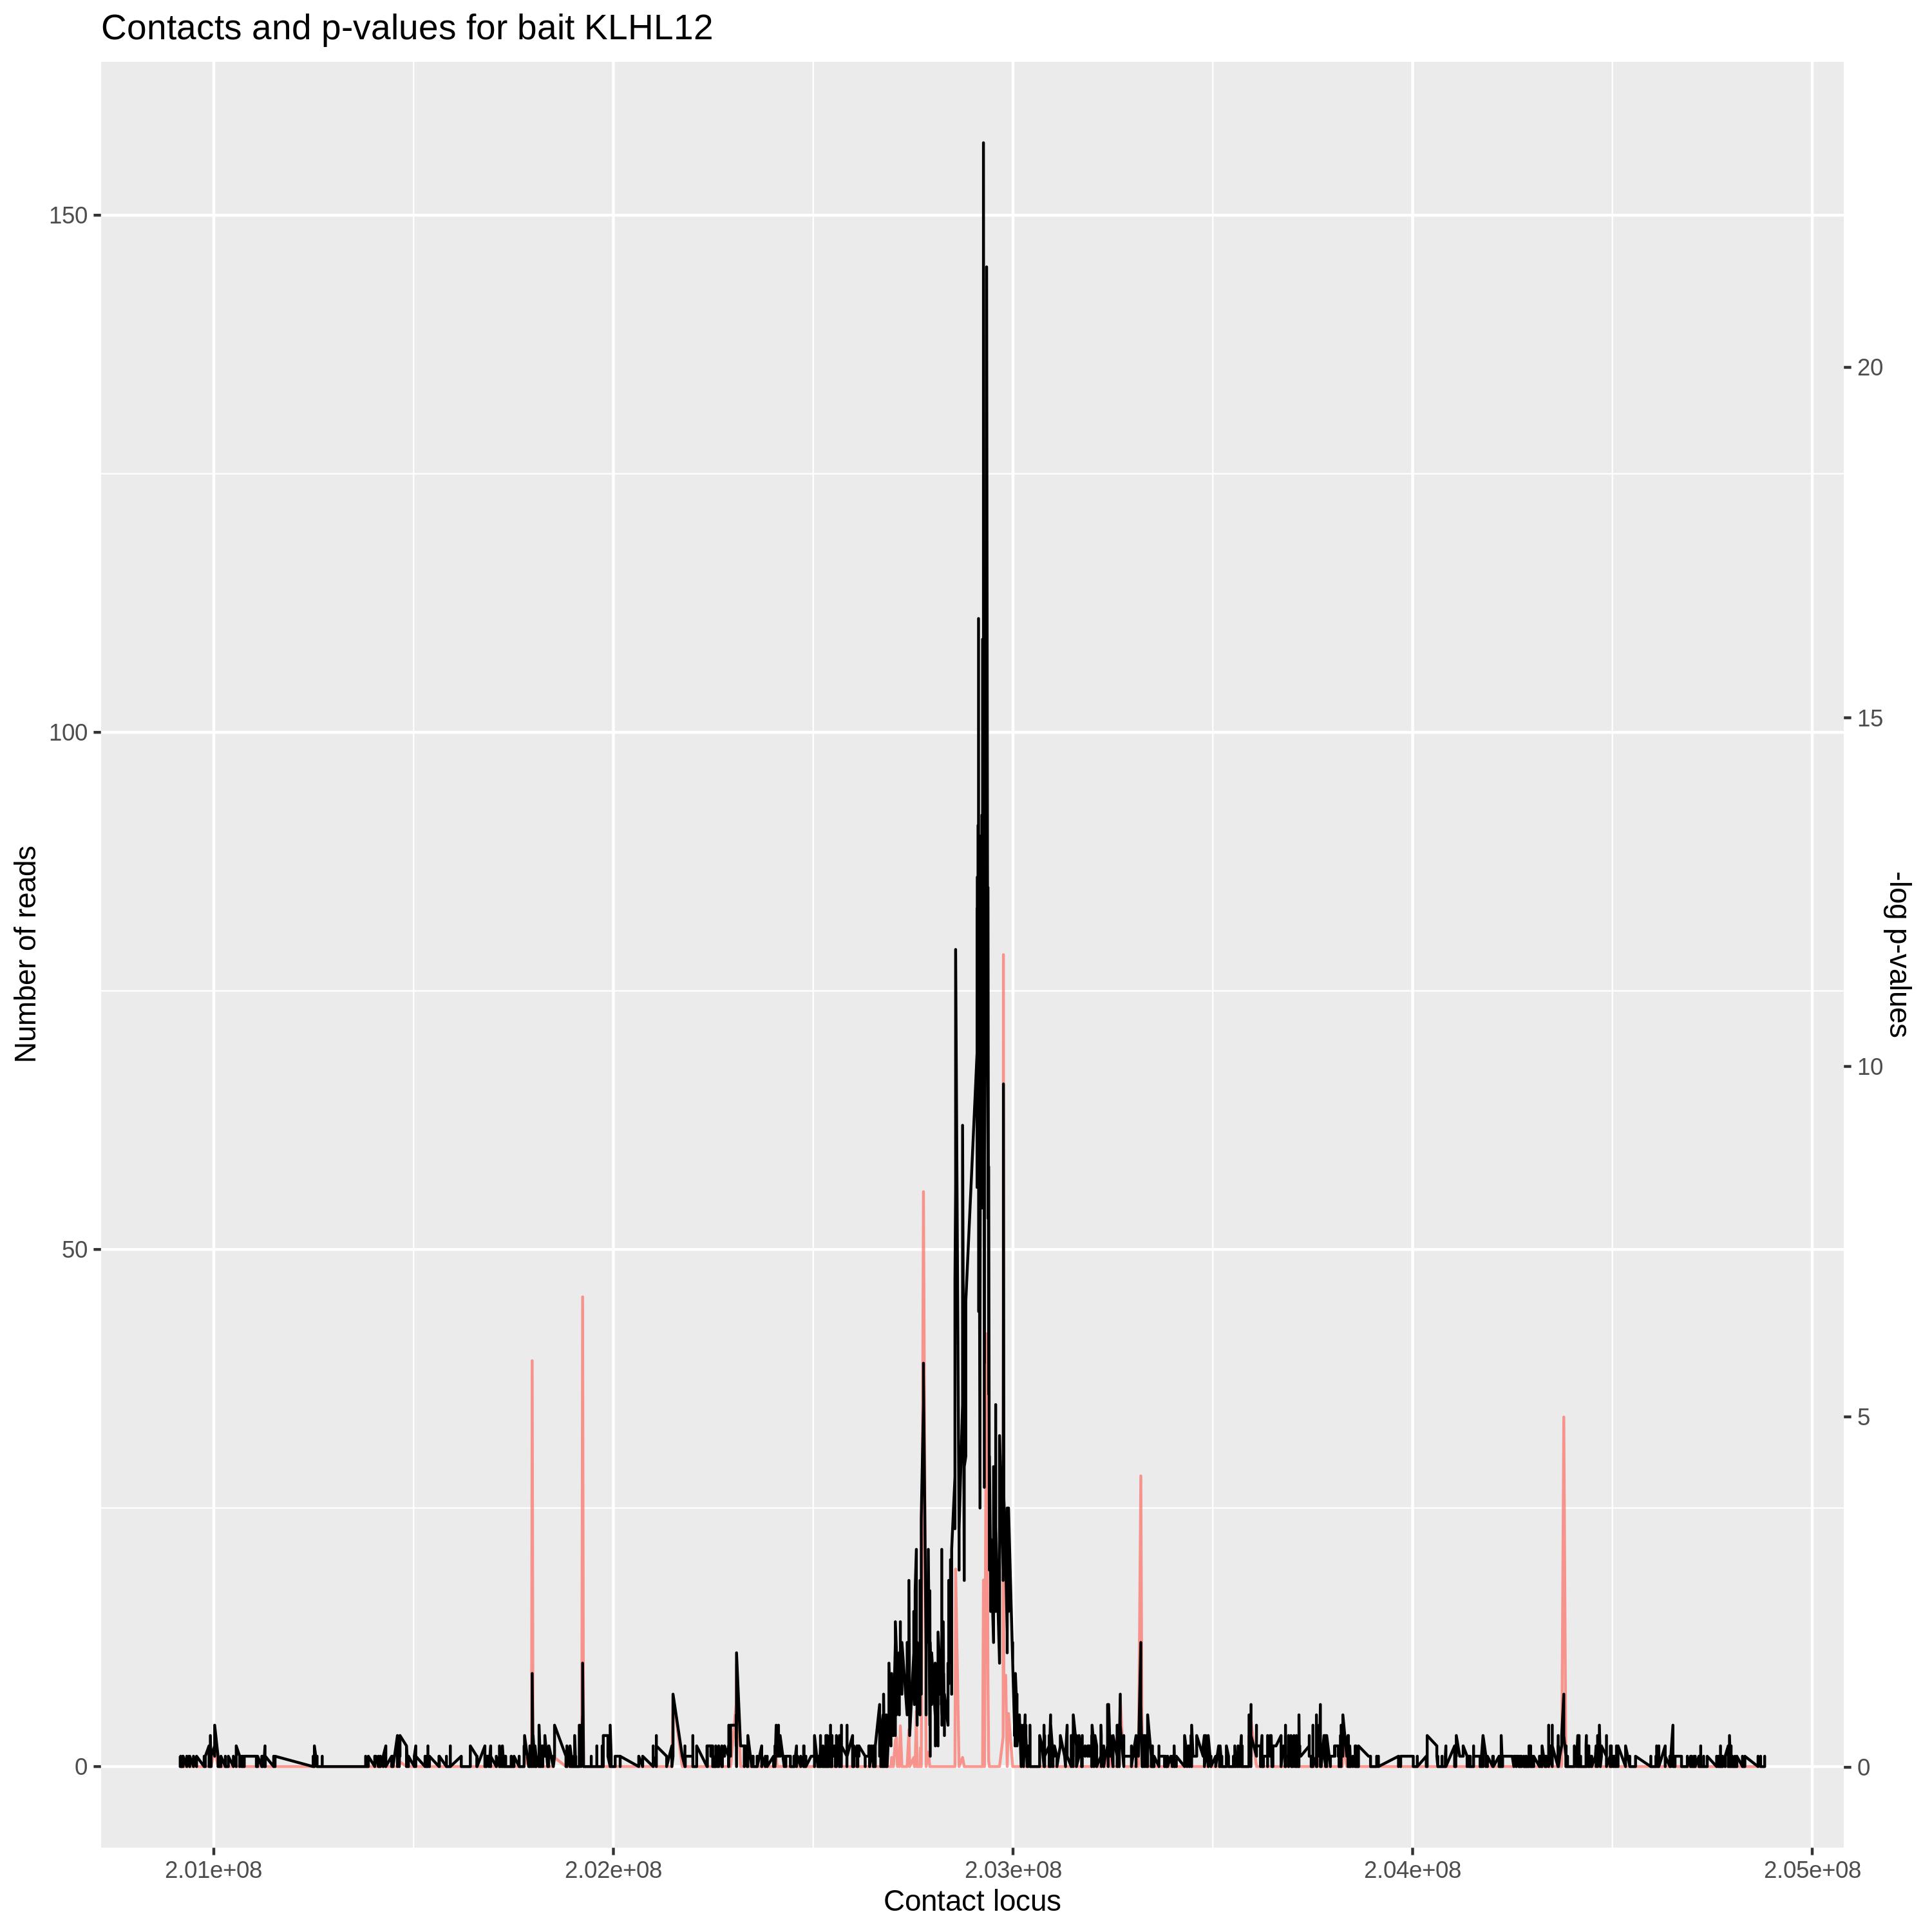 Contacts and p-values for bait KLHL12
150
100
50
0
Number of reads
20
15
10
5
0
-log p-values
2.01e+08 2.02e+08 2.03e+08 2.04e+08 2.05e+08
Contact locus